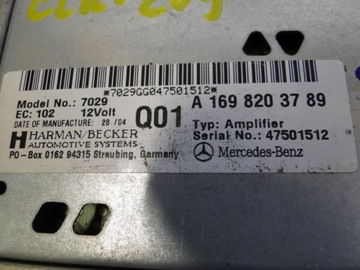 *7029GG047501512*
Model No.: 7029
EC: 102 12Volt
DATE OF MANUFACTURE: 28/04
Q01
A 169 820 37 89
HARMAN/BECKER
AUTOMOTIVE SYSTEMS
PO - Box 0162 94315 Straubing, Germany
Typ: Amplifier
Serial No.: 47501512
Mercedes-Benz